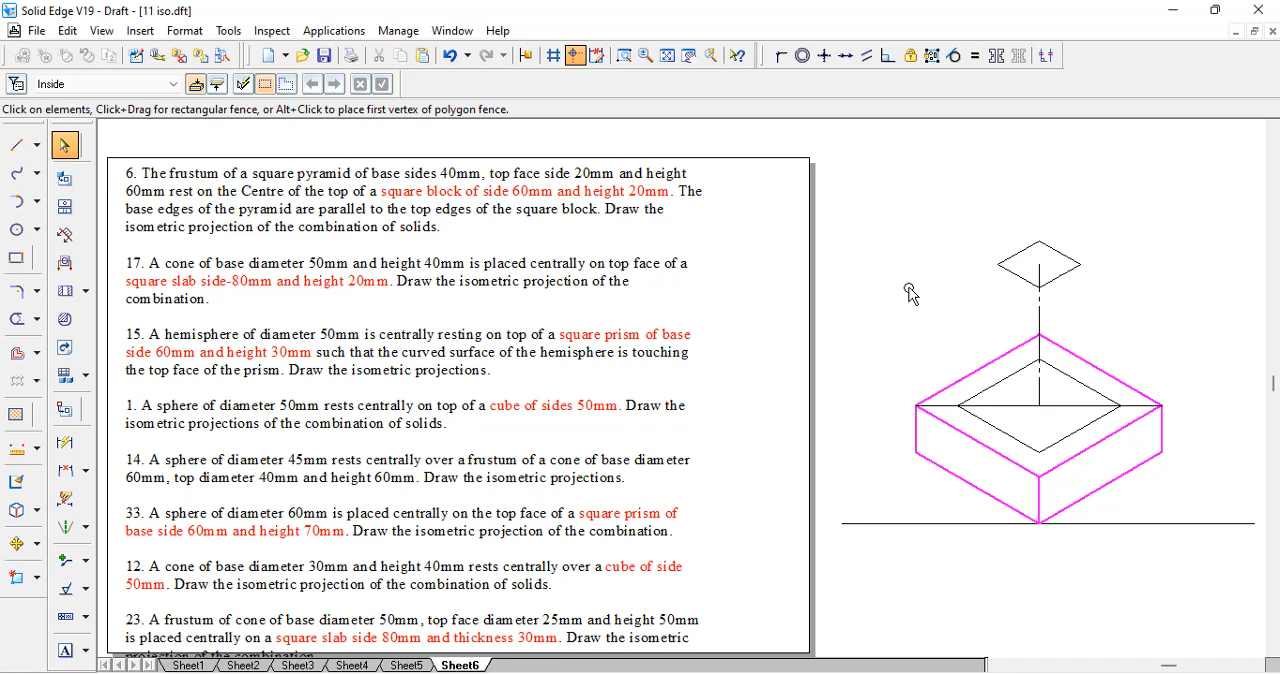 Solid Edge V19 - Draft - [11 iso.dft]
File Edit View Insert Format Tools Inspect Applications Manage Window Help
Inside
Click on elements, Click+Drag for rectangular fence, or Alt+Click to place first vertex of polygon fence.
6. The frustum of a square pyramid of base sides 40mm, top face side 20mm and height
60mm rest on the Centre of the top of a square block of side 60mm and height 20mm. The
base edges of the pyramid are parallel to the top edges of the square block. Draw the
isometric projection of the combination of solids.
17. A cone of base diameter 50mm and height 40mm is placed centrally on top face of a
square slab side-80mm and height 20mm. Draw the isometric projection of the
combination.
15. A hemisphere of diameter 50mm is centrally resting on top of a square prism of base
side 60mm and height 30mm such that the curved surface of the hemisphere is touching
the top face of the prism. Draw the isometric projections.
1. A sphere of diameter 50mm rests centrally on top of a cube of sides 50mm. Draw the
isometric projections of the combination of solids.
14. A sphere of diameter 45mm rests centrally over a frustum of a cone of base diameter
60mm, top diameter 40mm and height 60mm. Draw the isometric projections.
33. A sphere of diameter 60mm is placed centrally on the top face of a square prism of
base side 60mm and height 70mm. Draw the isometric projection of the combination.
12. A cone of base diameter 30mm and height 40mm rests centrally over a cube of side
50mm. Draw the isometric projection of the combination of solids.
23. A frustum of cone of base diameter 50mm, top face diameter 25mm and height 50mm
is placed centrally on a square slab side 80mm and thickness 30mm. Draw the isometric
projection of the combination.
A
Sheet1 Sheet2 Sheet3 Sheet4 Sheet5 Sheet6